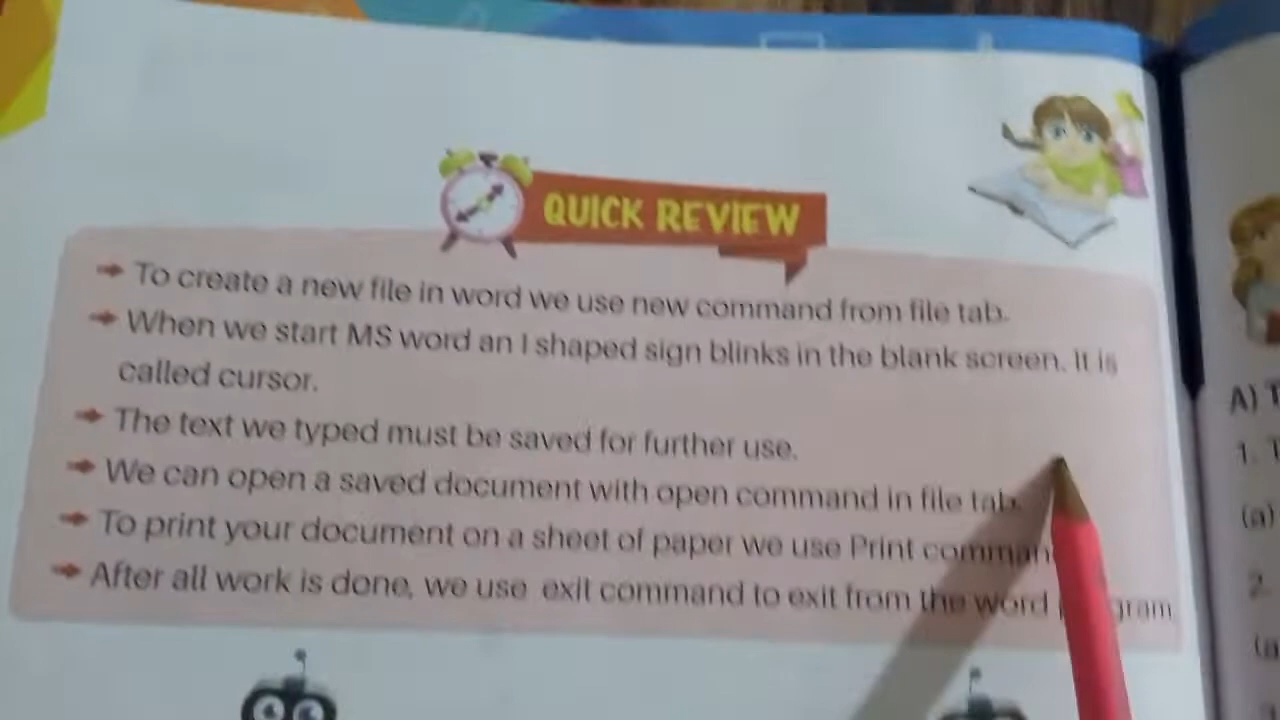 QUICK REVIEW
To create a new file in word we use new command from file tab.
When we start MS word an I shaped sign blinks in the blank screen. It is
called cursor.
The text we typed must be saved for further use.
We can open a saved document with open command in file tab.
To print your document on a sheet of paper we use Print
After all work is done, we use exit command to exit from the word
A)
1.
(a)
2.
(a